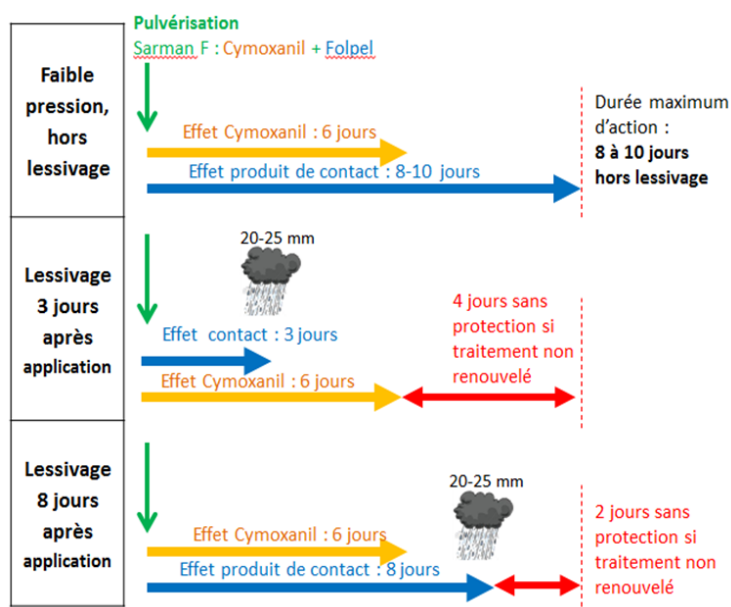 Pulvérisation
Sarman F : Cymoxanil + Folpel
Faible
pression,
hors
lessivage
Effet Cymoxanil : 6 jours
Effet produit de contact : 8-10 jours
Durée maximum
d'action :
8 à 10 jours
hors lessivage
Lessivage
3 jours
après
application
20-25 mm
Effet contact : 3 jours
Effet Cymoxanil : 6 jours
4 jours sans
protection si
traitement non
renouvelé
Lessivage
8 jours
après
application
20-25 mm
Effet Cymoxanil : 6 jours
Effet produit de contact : 8 jours
2 jours sans
protection si
traitement non
renouvelé